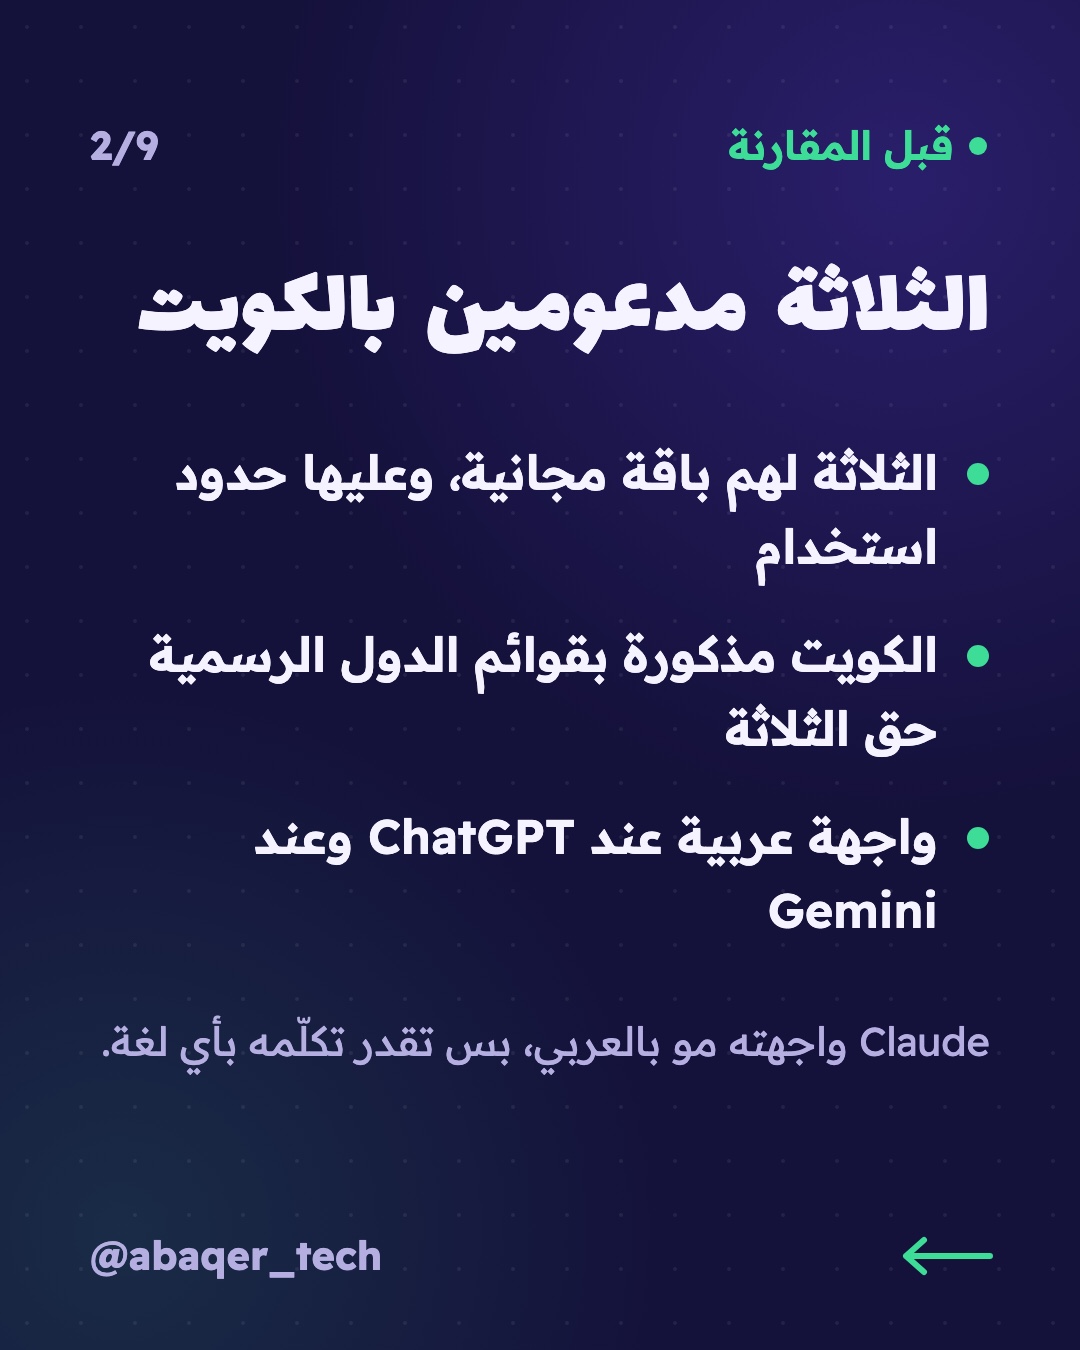 قبل المقارنة
2/9
الثلاثة مدعومين بالكويت
الثلاثة لهم باقة مجانية، وعليها حدود
استخدام
الكويت مذكورة بقوائم الدول الرسمية
حق الثلاثة
واجهة عربية عند ChatGPT وعند
Gemini
Claude واجهته مو بالعربي، بس تقدر تكلّمه بأي لغة.
@abaqer_tech